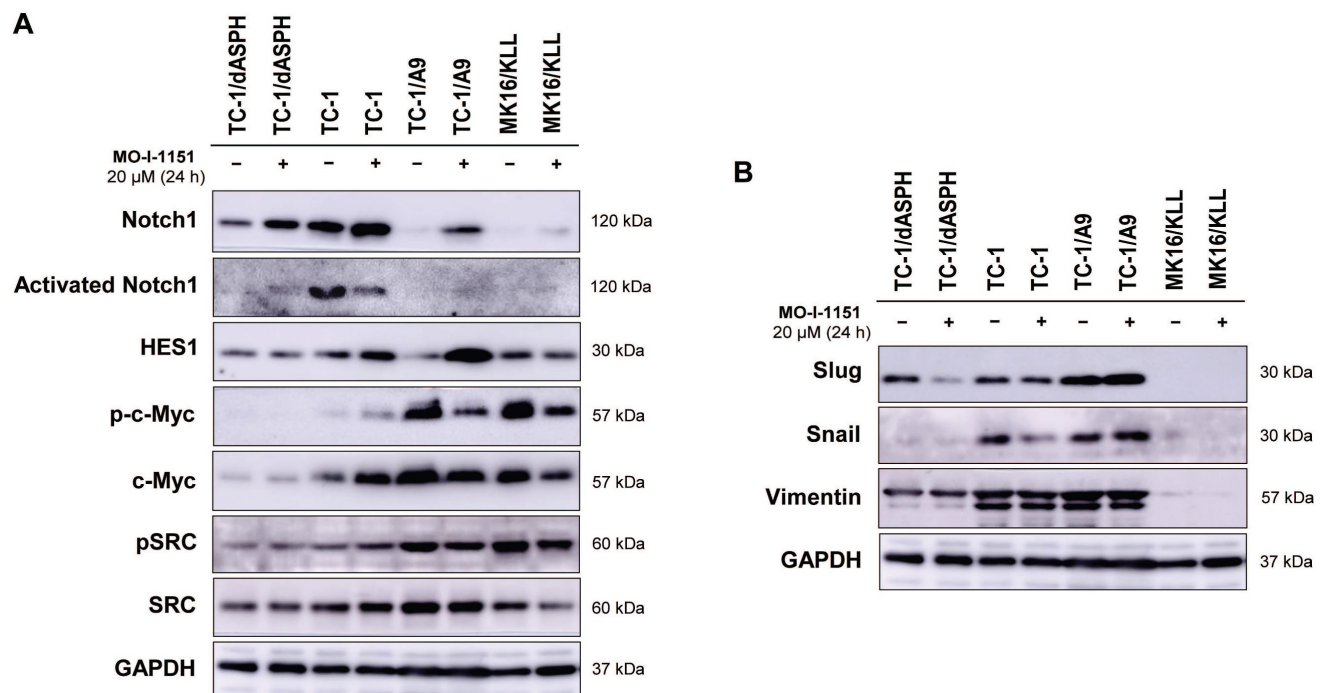 A
TC-1/dASPH
TC-1/dASPH
TC-1
TC-1
TC-1/A9
TC-1/A9
MK16/KLL
MK16/KLL
MO-I-1151
20 µM (24 h)
– + – + – + – +
Notch1 120 kDa
Activated Notch1 120 kDa
HES1 30 kDa
p-c-Myc 57 kDa
c-Myc 57 kDa
pSRC 60 kDa
SRC 60 kDa
GAPDH 37 kDa
B
TC-1/dASPH
TC-1/dASPH
TC-1
TC-1
TC-1/A9
TC-1/A9
MK16/KLL
MK16/KLL
MO-I-1151
20 µM (24 h)
– + – + – + – +
Slug 30 kDa
Snail 30 kDa
Vimentin 57 kDa
GAPDH 37 kDa